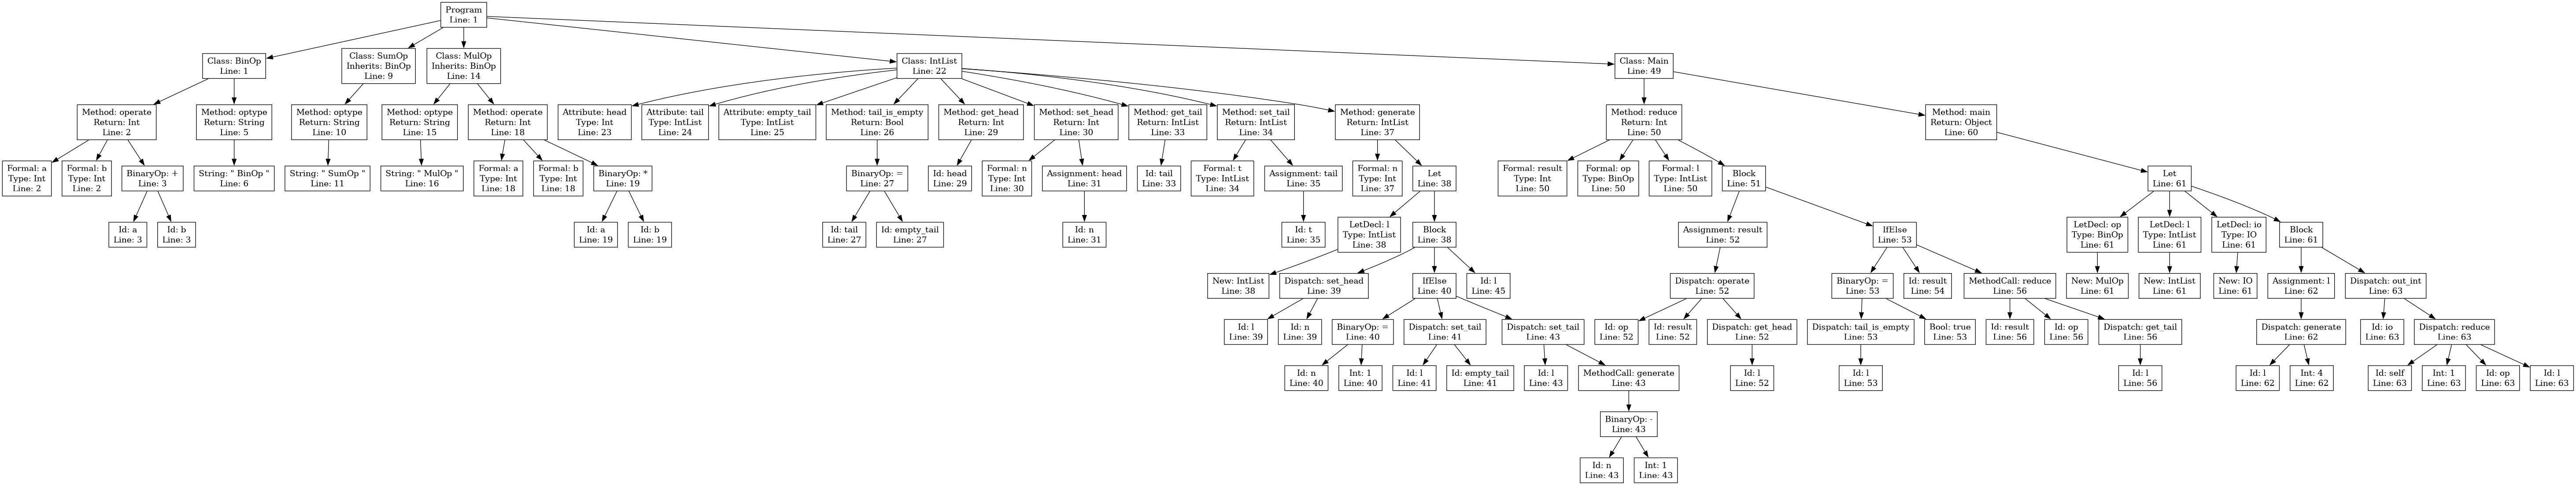 Program
Line: 1
Class: BinOp
Line: 1
Class: SumOp
Inherits: BinOp
Line: 9
Class: MulOp
Inherits: BinOp
Line: 14
Class: IntList
Line: 22
Class: Main
Line: 49
Method: operate
Return: Int
Line: 2
Method: optype
Return: String
Line: 5
Method: optype
Return: String
Line: 10
Method: optype
Return: String
Line: 15
Method: operate
Return: Int
Line: 18
Attribute: head
Type: Int
Line: 23
Attribute: tail
Type: IntList
Line: 24
Attribute: empty_tail
Type: IntList
Line: 25
Method: tail_is_empty
Return: Bool
Line: 26
Method: get_head
Return: Int
Line: 29
Method: set_head
Return: Int
Line: 30
Method: get_tail
Return: IntList
Line: 33
Method: set_tail
Return: IntList
Line: 34
Method: generate
Return: IntList
Line: 37
Method: reduce
Return: Int
Line: 50
Method: main
Return: Object
Line: 60
Formal: a
Type: Int
Line: 2
Formal: b
Type: Int
Line: 2
BinaryOp: +
Line: 3
String: " BinOp "
Line: 6
String: " SumOp "
Line: 11
String: " MulOp "
Line: 16
Formal: a
Type: Int
Line: 18
Formal: b
Type: Int
Line: 18
BinaryOp: *
Line: 19
BinaryOp: =
Line: 27
Id: head
Line: 29
Formal: n
Type: Int
Line: 30
Assignment: head
Line: 31
Id: tail
Line: 33
Formal: t
Type: IntList
Line: 34
Assignment: tail
Line: 35
Formal: n
Type: Int
Line: 37
Let
Line: 38
Formal: result
Type: Int
Line: 50
Formal: op
Type: BinOp
Line: 50
Formal: l
Type: IntList
Line: 50
Block
Line: 51
Let
Line: 61
Id: a
Line: 3
Id: b
Line: 3
Id: a
Line: 19
Id: b
Line: 19
Id: tail
Line: 27
Id: empty_tail
Line: 27
Id: n
Line: 31
Id: t
Line: 35
LetDecl: l
Type: IntList
Line: 38
Block
Line: 38
Assignment: result
Line: 52
IfElse
Line: 53
LetDecl: op
Type: BinOp
Line: 61
LetDecl: l
Type: IntList
Line: 61
LetDecl: io
Type: IO
Line: 61
Block
Line: 61
New: IntList
Line: 38
Dispatch: set_head
Line: 39
IfElse
Line: 40
Id: l
Line: 45
Dispatch: operate
Line: 52
BinaryOp: =
Line: 53
Id: result
Line: 54
MethodCall: reduce
Line: 56
New: MulOp
Line: 61
New: IntList
Line: 61
New: IO
Line: 61
Assignment: l
Line: 62
Dispatch: out_int
Line: 63
Id: l
Line: 39
Id: n
Line: 39
BinaryOp: =
Line: 40
Dispatch: set_tail
Line: 41
Dispatch: set_tail
Line: 43
Id: op
Line: 52
Id: result
Line: 52
Dispatch: get_head
Line: 52
Dispatch: tail_is_empty
Line: 53
Bool: true
Line: 53
Id: result
Line: 56
Id: op
Line: 56
Dispatch: get_tail
Line: 56
Dispatch: generate
Line: 62
Id: io
Line: 63
Dispatch: reduce
Line: 63
Id: n
Line: 40
Int: 1
Line: 40
Id: l
Line: 41
Id: empty_tail
Line: 41
Id: l
Line: 43
MethodCall: generate
Line: 43
Id: l
Line: 52
Id: l
Line: 53
Id: l
Line: 56
Id: l
Line: 62
Int: 4
Line: 62
Id: self
Line: 63
Int: 1
Line: 63
Id: op
Line: 63
Id: l
Line: 63
BinaryOp: -
Line: 43
Id: n
Line: 43
Int: 1
Line: 43